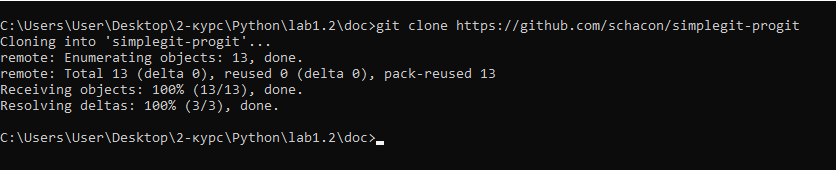 C:\Users\User\Desktop\2-курс\Python\lab1.2\doc>git clone https://github.com/schacon/simplegit-progit
Cloning into 'simplegit-progit'...
remote: Enumerating objects: 13, done.
remote: Total 13 (delta 0), reused 0 (delta 0), pack-reused 13
Receiving objects: 100% (13/13), done.
Resolving deltas: 100% (3/3), done.
C:\Users\User\Desktop\2-курс\Python\lab1.2\doc>